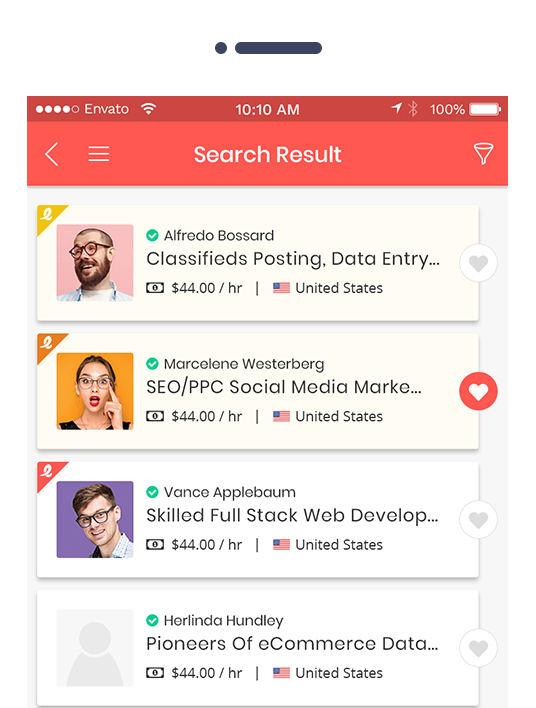 Envato 10:10 AM 100%
Search Result
Alfredo Bossard
Classifieds Posting, Data Entry...
$44.00 / hr | United States
Marcelene Westerberg
SEO/PPC Social Media Marke...
$44.00 / hr | United States
Vance Applebaum
Skilled Full Stack Web Develop...
$44.00 / hr | United States
Herlinda Hundley
Pioneers Of eCommerce Data...
$44.00 / hr | United States